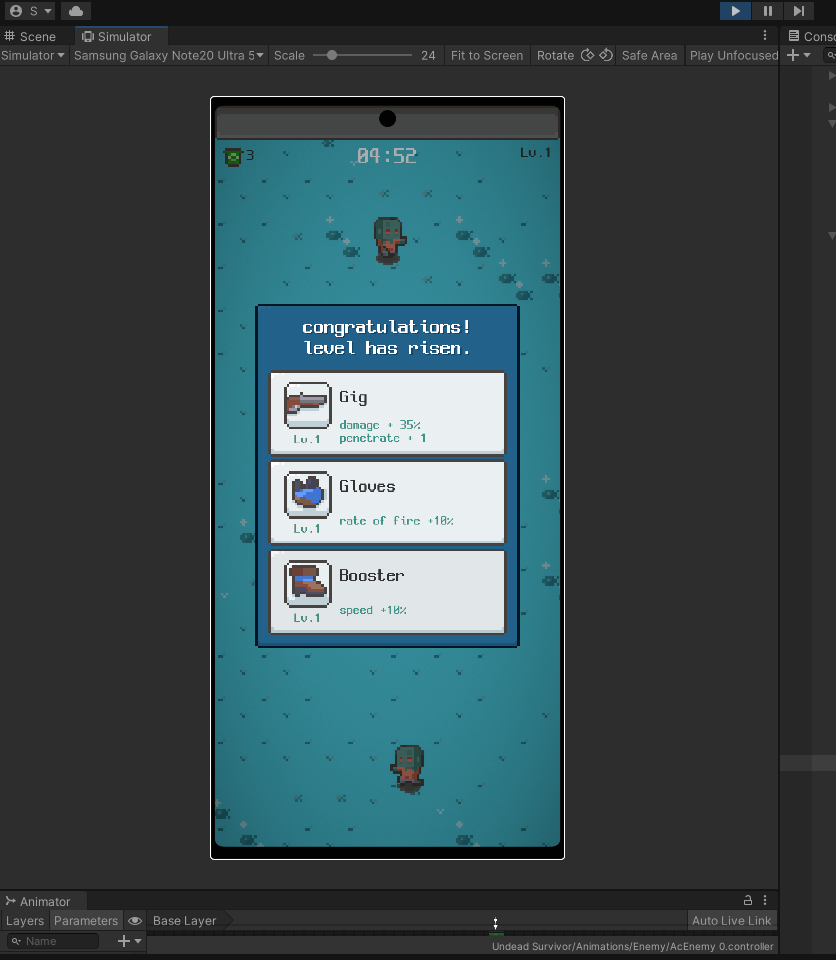 S
Scene
Simulator
Conso
Simulator
Samsung Galaxy Note20 Ultra 5
Scale
24
Fit to Screen
Rotate
Safe Area
Play Unfocused
3
04:52
Lv.1
congratulations!
level has risen.
Gig
damage + 35%
penetrate + 1
Lv.1
Gloves
rate of fire +10%
Lv.1
Booster
speed +10%
Lv.1
Animator
Layers
Parameters
Base Layer
Auto Live Link
Name
Undead Survivor/Animations/Enemy/AcEnemy 0.controller